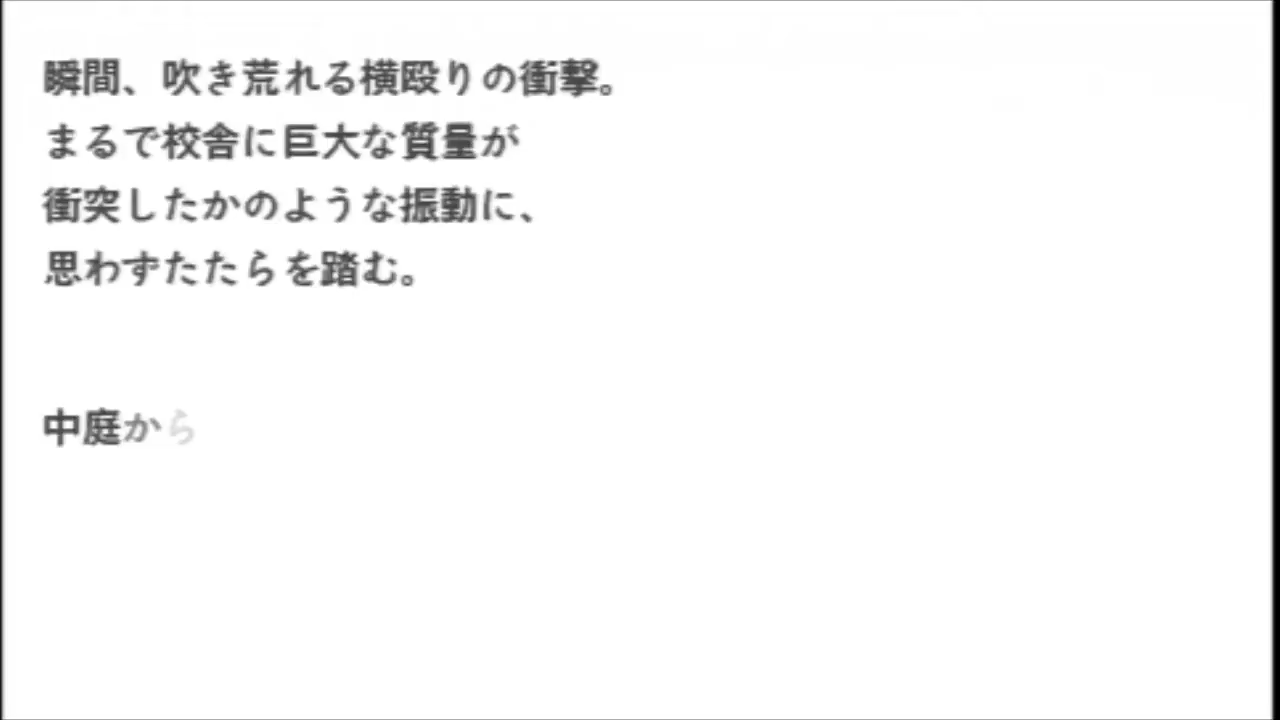 瞬間、吹き荒れる横殴りの衝撃。
まるで校舎に巨大な質量が
衝突したかのような振動に、
思わずたたらを踏む。
中庭から